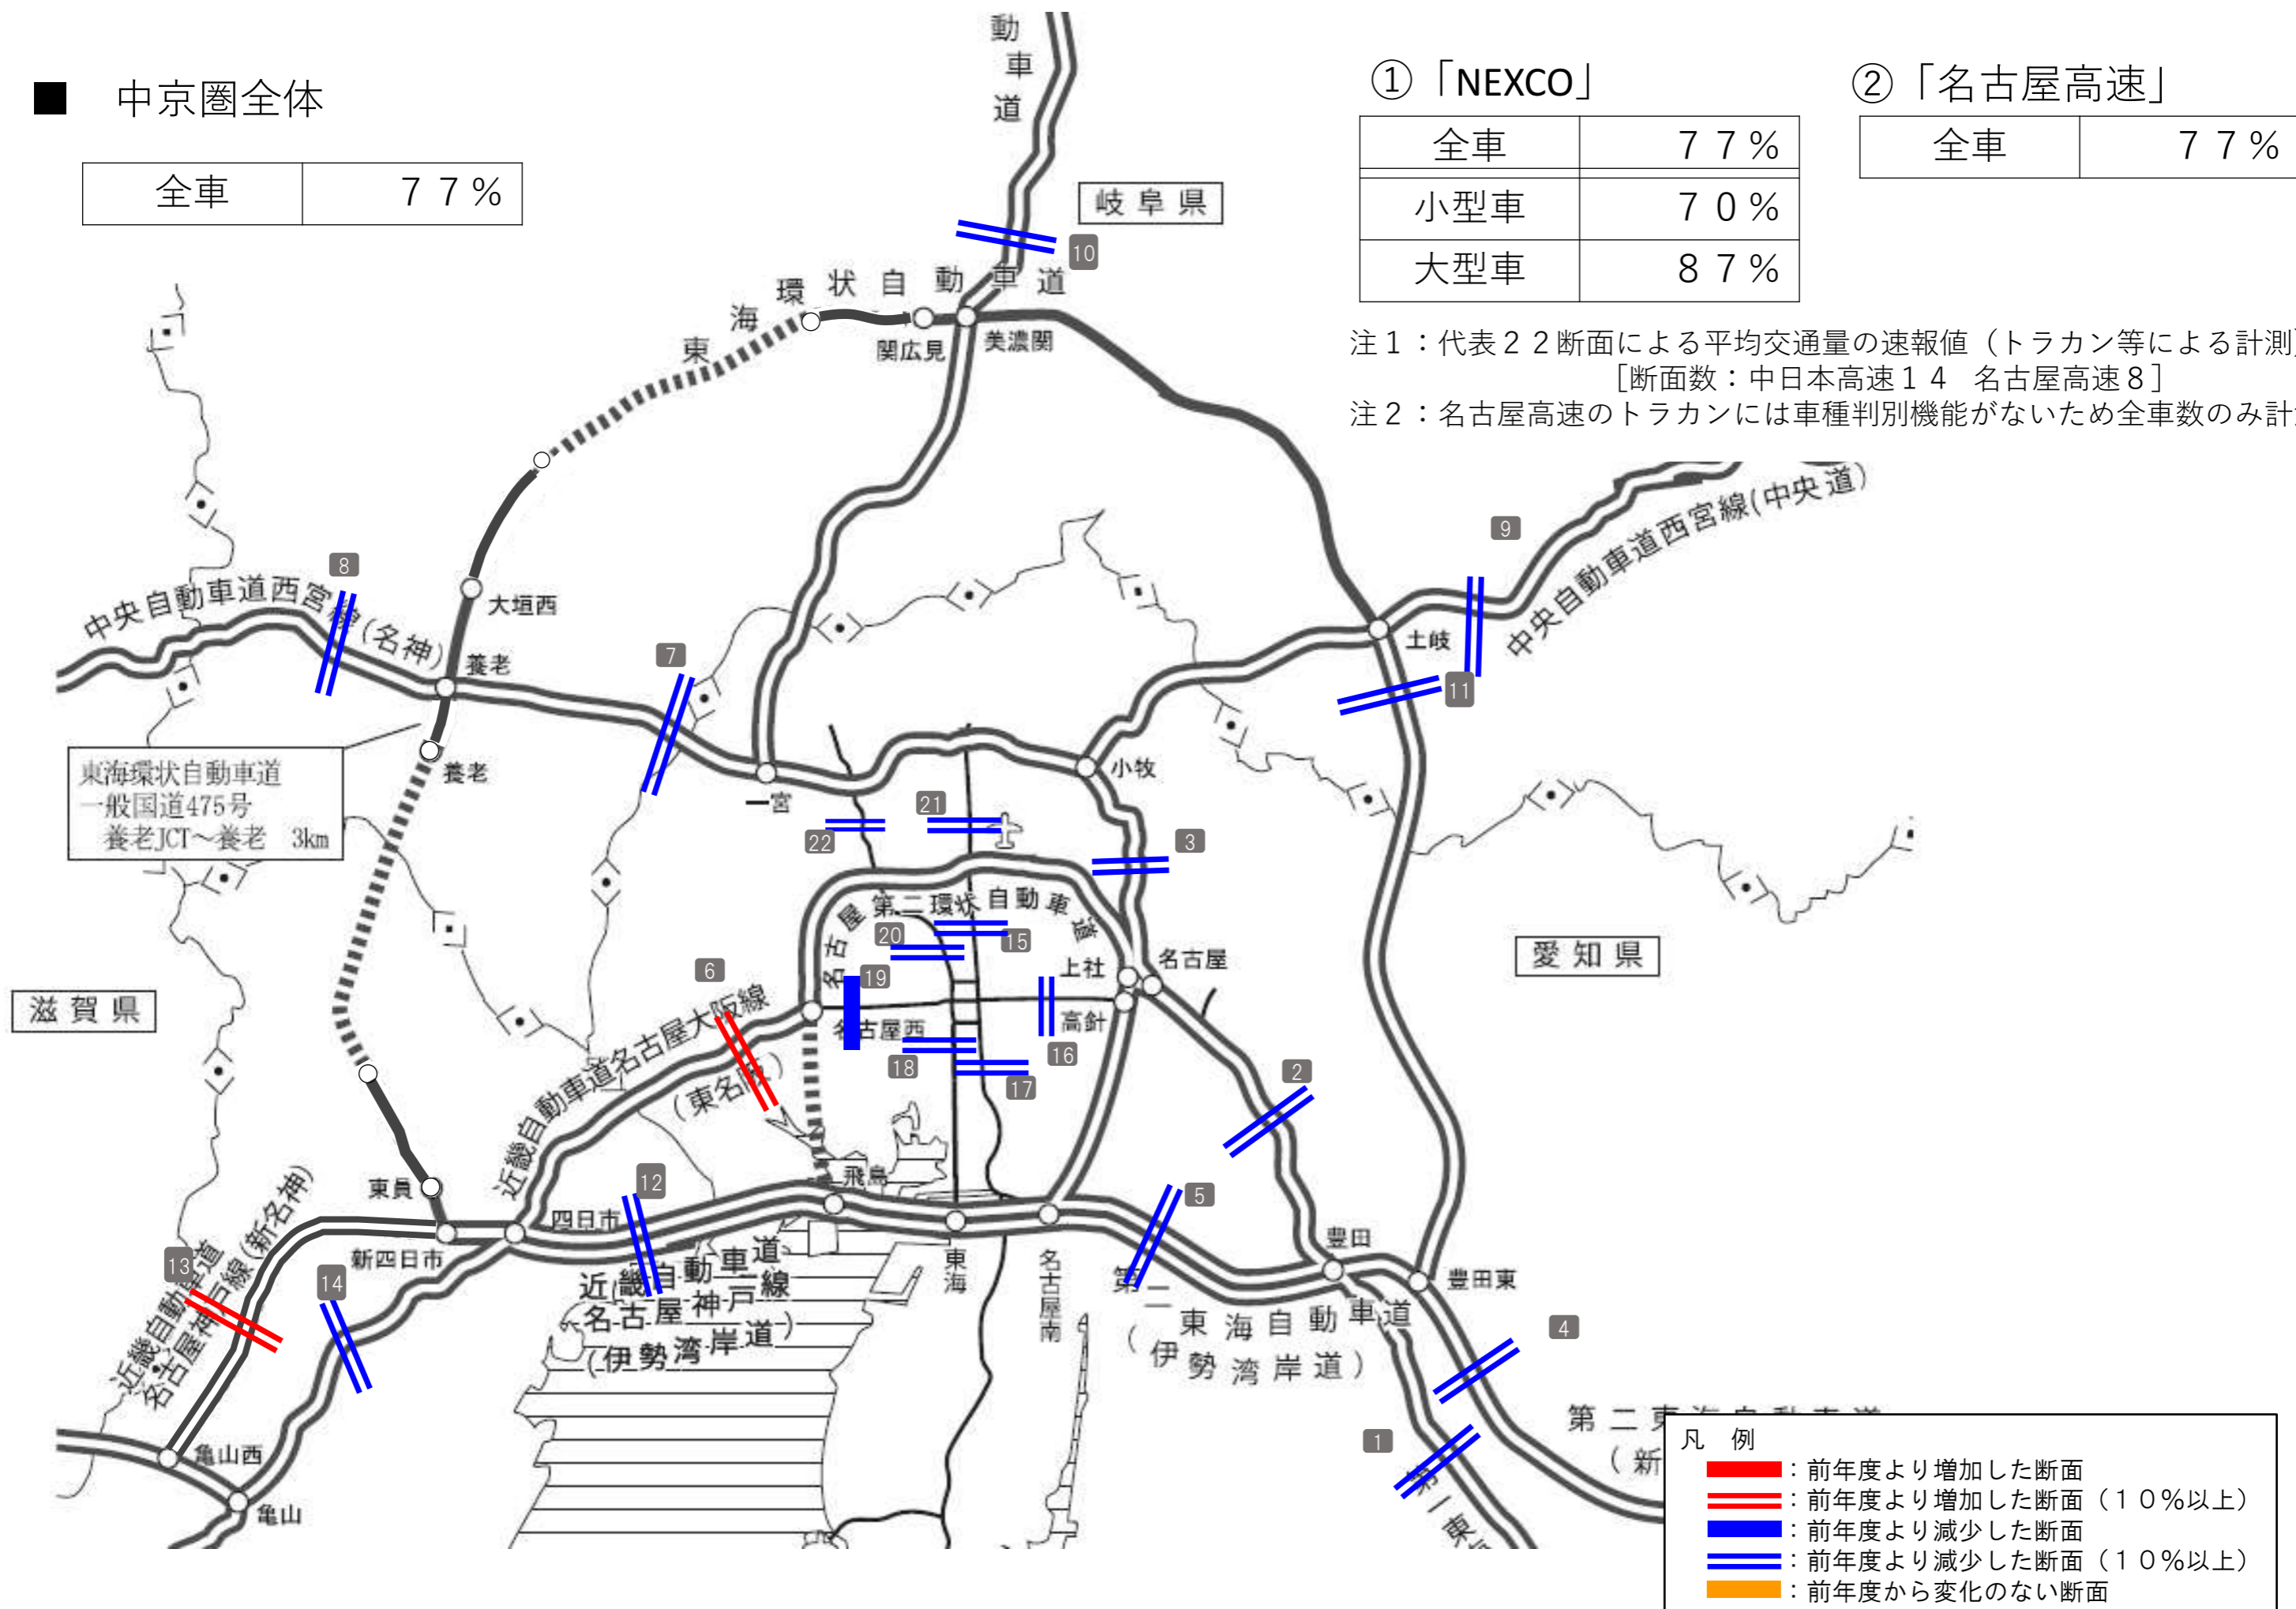 ■ 中京圏全体
全車 77%
①「NEXCO」
全車 77%
小型車 70%
大型車 87%
②「名古屋高速」
全車 77%
注1：代表22断面による平均交通量の速報値（トラカン等による計測）
［断面数：中日本高速14 名古屋高速8］
注2：名古屋高速のトラカンには車種判別機能がないため全車数のみ計
動車道
岐阜県
10
東海環状自動車道
関広見
美濃関
中央自動車道西宮線(中央道)
9
8
中央自動車道西宮線(名神)
大垣西
養老
7
土岐
11
養老
東海環状自動車道
一般国道475号
養老JCT～養老 3km
一宮
小牧
21
22
3
名古屋第二環状自動車道
20
15
上社
名古屋
愛知県
滋賀県
6
19
名古屋西
高針
16
18
17
近畿自動車道名古屋大阪線
(東名阪)
2
飛島
東員
12
四日市
5
新四日市
近畿自動車道
名古屋神戸線(新名神)
13
14
近畿自動車道
名古屋神戸線
(伊勢湾岸道)
東海
名古屋南
豊田
豊田東
第二東海自動車道
(伊勢湾岸道)
4
1
亀山西
亀山
第二東海自動車道
(新
第一東
凡 例
：前年度より増加した断面
：前年度より増加した断面（10%以上）
：前年度より減少した断面
：前年度より減少した断面（10%以上）
：前年度から変化のない断面